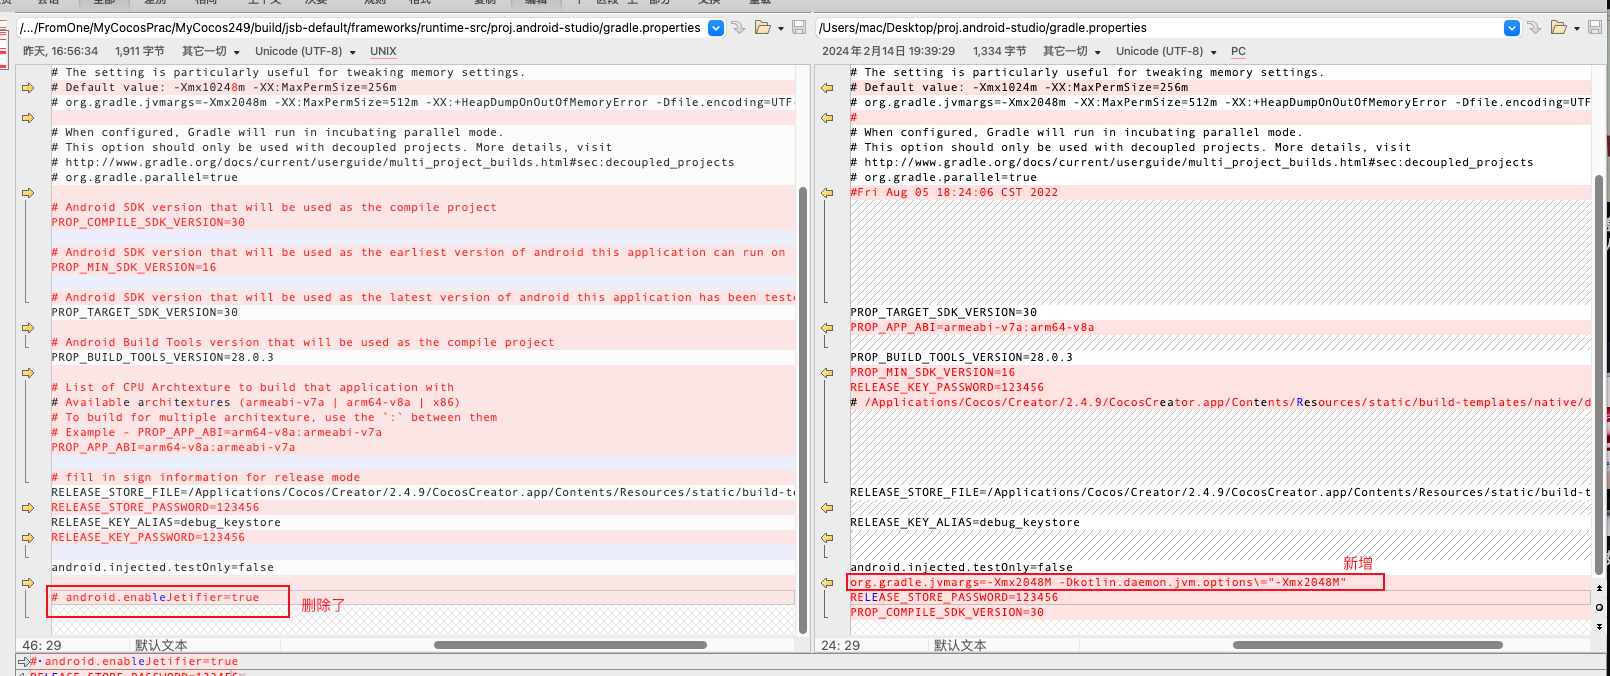 /.../FromOne/MyCocosPrac/MyCocos249/build/jsb-default/frameworks/runtime-src/proj.android-studio/gradle.properties
昨天, 16:56:34 1,911 字节 其它一切 Unicode (UTF-8) UNIX
# The setting is particularly useful for tweaking memory settings.
# Default value: -Xmx10248m -XX:MaxPermSize=256m
# org.gradle.jvmargs=-Xmx2048m -XX:MaxPermSize=512m -XX:+HeapDumpOnOutOfMemoryError -Dfile.encoding=UTF-
# When configured, Gradle will run in incubating parallel mode.
# This option should only be used with decoupled projects. More details, visit
# http://www.gradle.org/docs/current/userguide/multi_project_builds.html#sec:decoupled_projects
# org.gradle.parallel=true
# Android SDK version that will be used as the compile project
PROP_COMPILE_SDK_VERSION=30
# Android SDK version that will be used as the earliest version of android this application can run on
PROP_MIN_SDK_VERSION=16
# Android SDK version that will be used as the latest version of android this application has been teste
PROP_TARGET_SDK_VERSION=30
# Android Build Tools version that will be used as the compile project
PROP_BUILD_TOOLS_VERSION=28.0.3
# List of CPU Archtexture to build that application with
# Available architextures (armeabi-v7a | arm64-v8a | x86)
# To build for multiple architexture, use the `:` between them
# Example - PROP_APP_ABI=arm64-v8a:armeabi-v7a
PROP_APP_ABI=arm64-v8a:armeabi-v7a
# fill in sign information for release mode
RELEASE_STORE_FILE=/Applications/Cocos/Creator/2.4.9/CocosCreator.app/Contents/Resources/static/build-te
RELEASE_STORE_PASSWORD=123456
RELEASE_KEY_ALIAS=debug_keystore
RELEASE_KEY_PASSWORD=123456
android.injected.testOnly=false
# android.enableJetifier=true
删除了
46: 29 默认文本
/Users/mac/Desktop/proj.android-studio/gradle.properties
2024年2月14日 19:39:29 1,334 字节 其它一切 Unicode (UTF-8) PC
# The setting is particularly useful for tweaking memory settings.
# Default value: -Xmx1024m -XX:MaxPermSize=256m
# org.gradle.jvmargs=-Xmx2048m -XX:MaxPermSize=512m -XX:+HeapDumpOnOutOfMemoryError -Dfile.encoding=UTF
#
# When configured, Gradle will run in incubating parallel mode.
# This option should only be used with decoupled projects. More details, visit
# http://www.gradle.org/docs/current/userguide/multi_project_builds.html#sec:decoupled_projects
# org.gradle.parallel=true
#Fri Aug 05 18:24:06 CST 2022
PROP_TARGET_SDK_VERSION=30
PROP_APP_ABI=armeabi-v7a:arm64-v8a
PROP_BUILD_TOOLS_VERSION=28.0.3
PROP_MIN_SDK_VERSION=16
RELEASE_KEY_PASSWORD=123456
# /Applications/Cocos/Creator/2.4.9/CocosCreator.app/Contents/Resources/static/build-templates/native/d
RELEASE_STORE_FILE=/Applications/Cocos/Creator/2.4.9/CocosCreator.app/Contents/Resources/static/build-t
RELEASE_KEY_ALIAS=debug_keystore
android.injected.testOnly=false
新增
org.gradle.jvmargs=-Xmx2048M -Dkotlin.daemon.jvm.options\="-Xmx2048M"
RELEASE_STORE_PASSWORD=123456
PROP_COMPILE_SDK_VERSION=30
24: 29 默认文本
#·android.enableJetifier=true